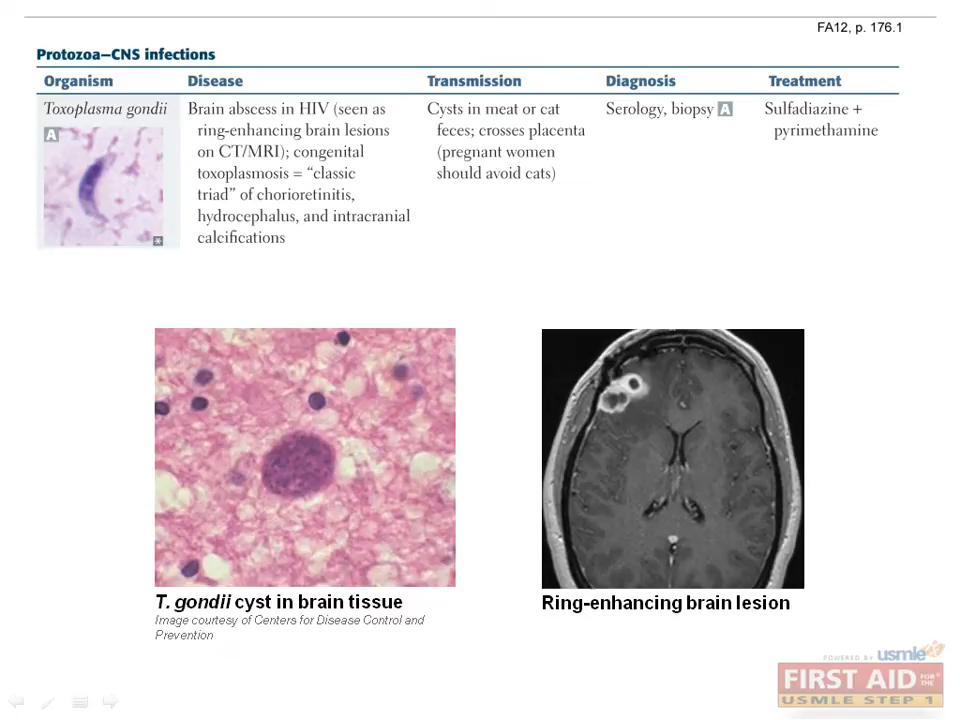 FA12, p. 176.1
Protozoa—CNS infections
Organism Disease Transmission Diagnosis Treatment
Toxoplasma gondii
A
*
Brain abscess in HIV (seen as
ring-enhancing brain lesions
on CT/MRI); congenital
toxoplasmosis = “classic
triad” of chorioretinitis,
hydrocephalus, and intracranial
calcifications
Cysts in meat or cat
feces; crosses placenta
(pregnant women
should avoid cats)
Serology, biopsy A
Sulfadiazine +
pyrimethamine
T. gondii cyst in brain tissue
Image courtesy of Centers for Disease Control and
Prevention
Ring-enhancing brain lesion
POWERED BY usmle
FIRST AID FOR THE
USMLE STEP 1